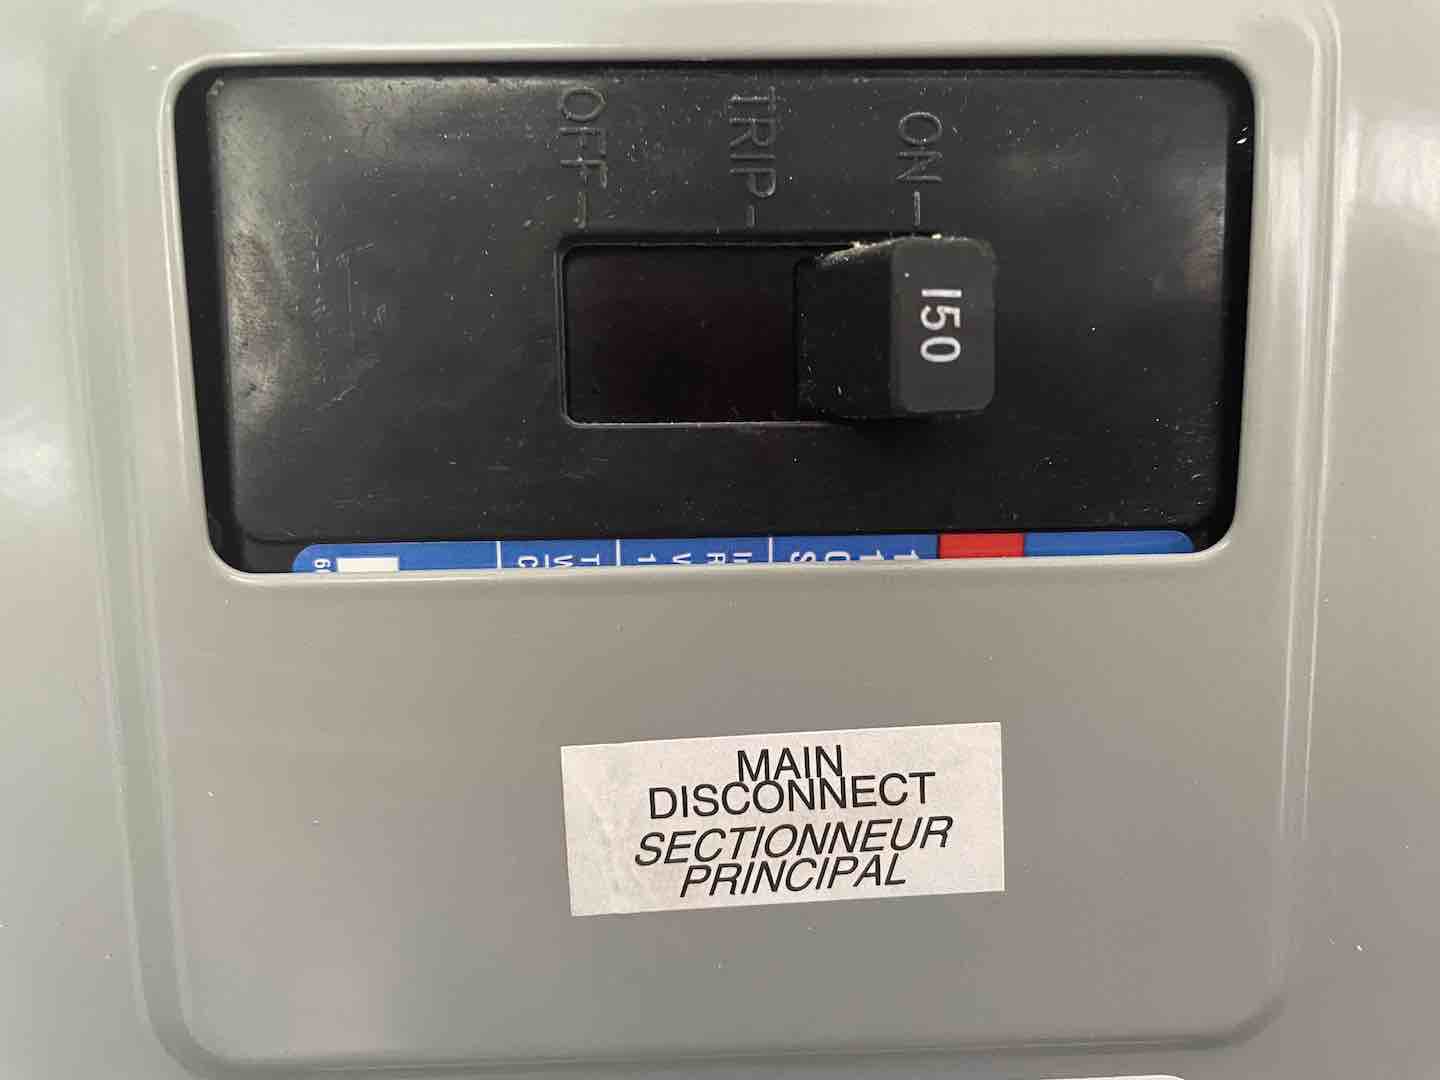 OFF
TRIP
ON
150
MAIN
DISCONNECT
SECTIONNEUR
PRINCIPAL